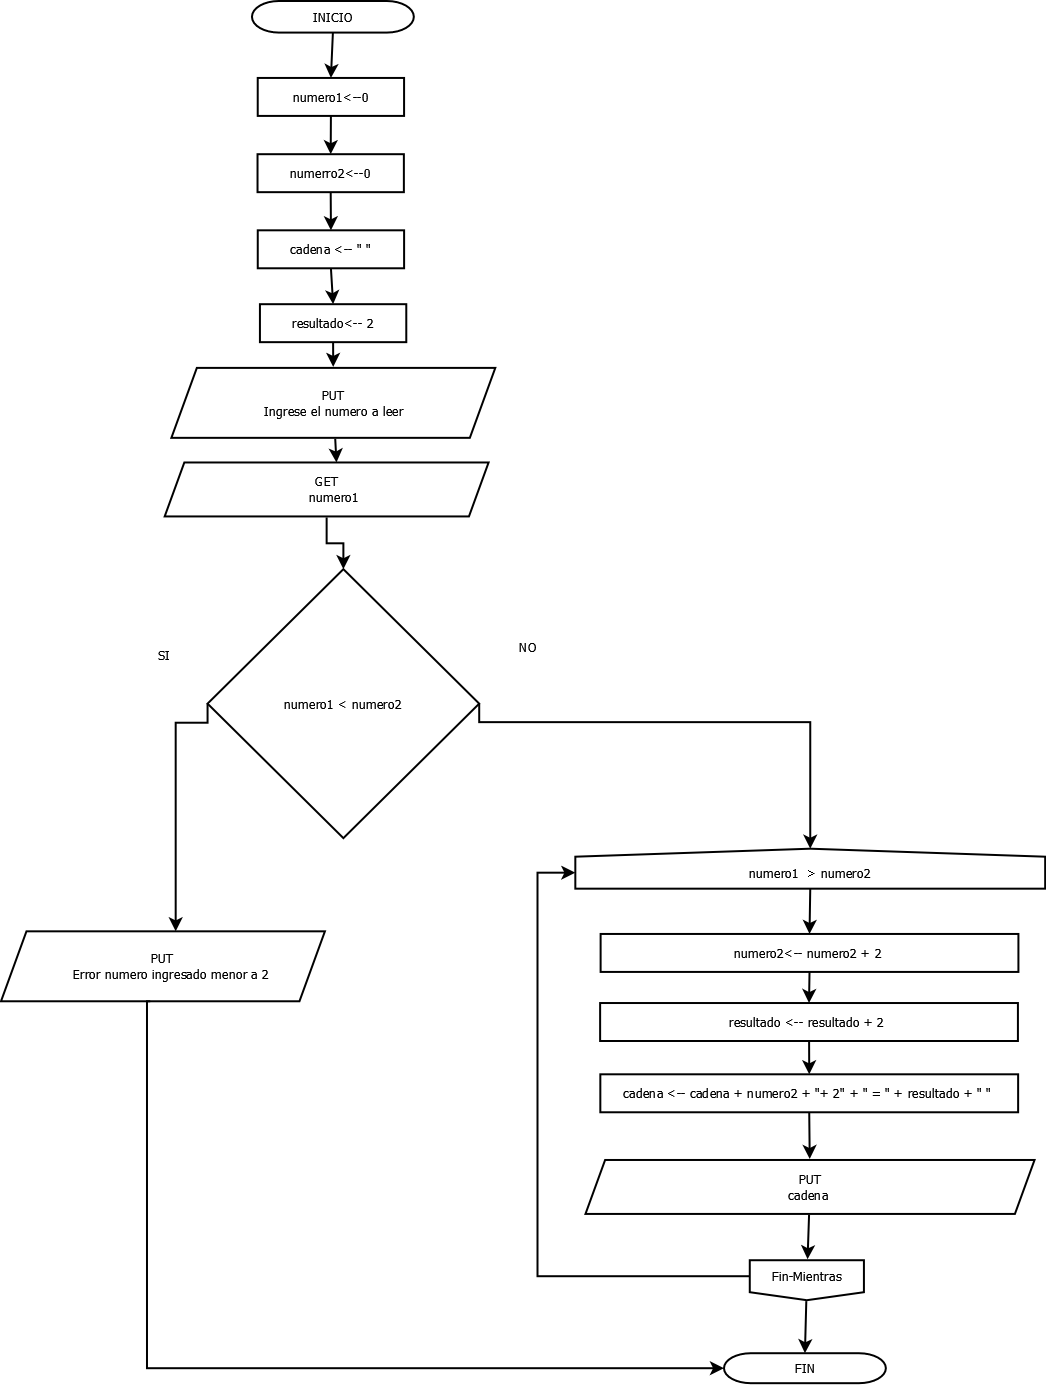 INICIO
numero1<--0
numerro2<--0
cadena <-- " "
resultado<-- 2
PUT
Ingrese el numero a leer
GET
numero1
SI
NO
numero1 < numero2
numero1  > numero2
PUT
Error numero ingresado menor a 2
numero2<-- numero2 + 2
resultado <-- resultado + 2
cadena <-- cadena + numero2 + "+ 2" + " = " + resultado + " "
PUT
cadena
Fin-Mientras
FIN